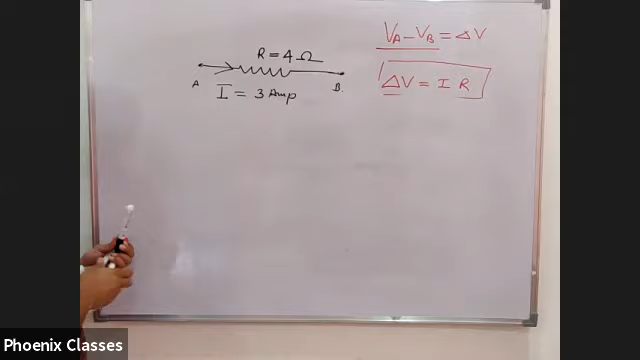 V_A – V_B = ΔV
R = 4 Ω
ΔV = I R
A
B.
I = 3 Amp
Phoenix Classes